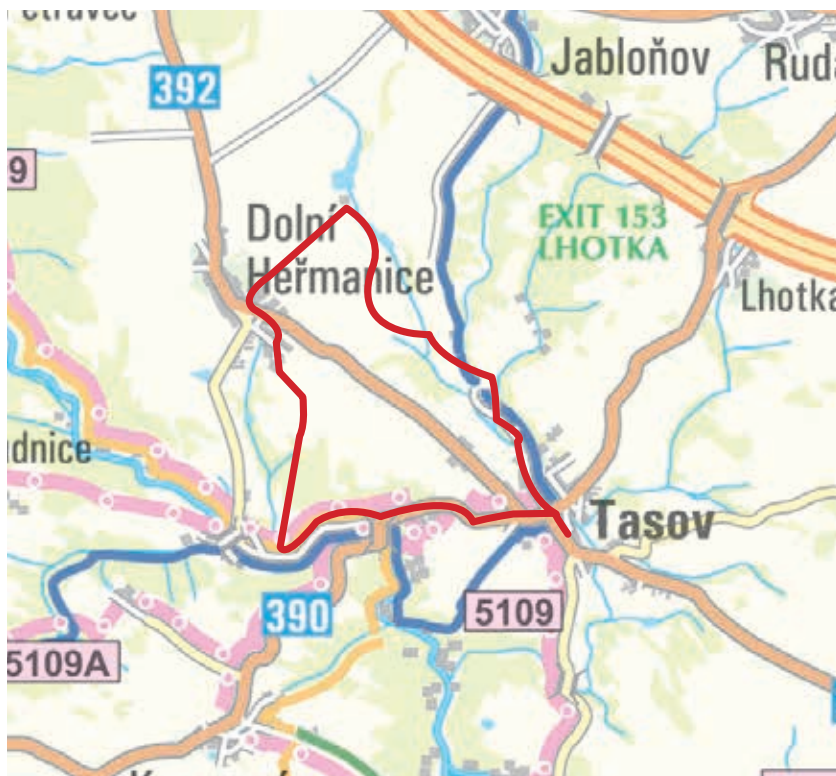 Jabloňov
Ruda
392
9
Dolní
Heřmanice
EXIT 153
LHOTKA
Lhotka
dnice
Tasov
390
5109
5109A